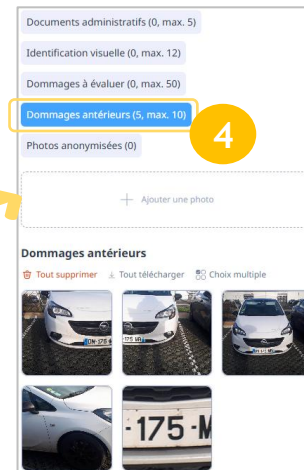 Documents administratifs (0, max. 5)
Identification visuelle (0, max. 12)
Dommages à évaluer (0, max. 50)
Dommages antérieurs (5, max. 10)
4
Photos anonymisées (0)
Ajouter une photo
Dommages antérieurs
Tout supprimer Tout télécharger Choix multiple
175
-175-M